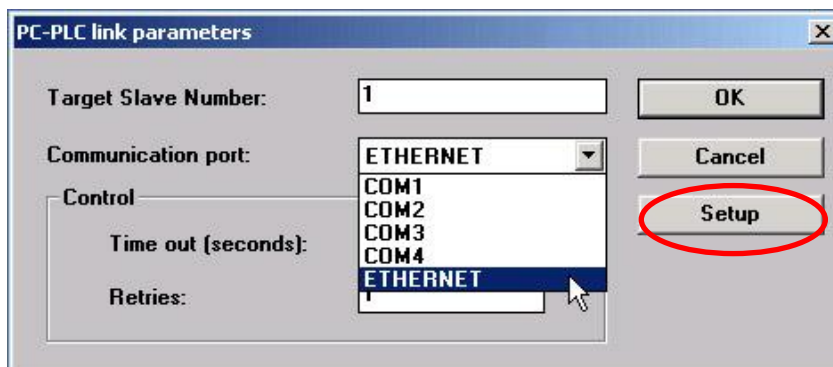 PC-PLC link parameters
Target Slave Number: 1 OK
Communication port: ETHERNET Cancel
COM1
COM2
COM3
COM4
ETHERNET
Control
Time out (seconds):
Retries:
Setup